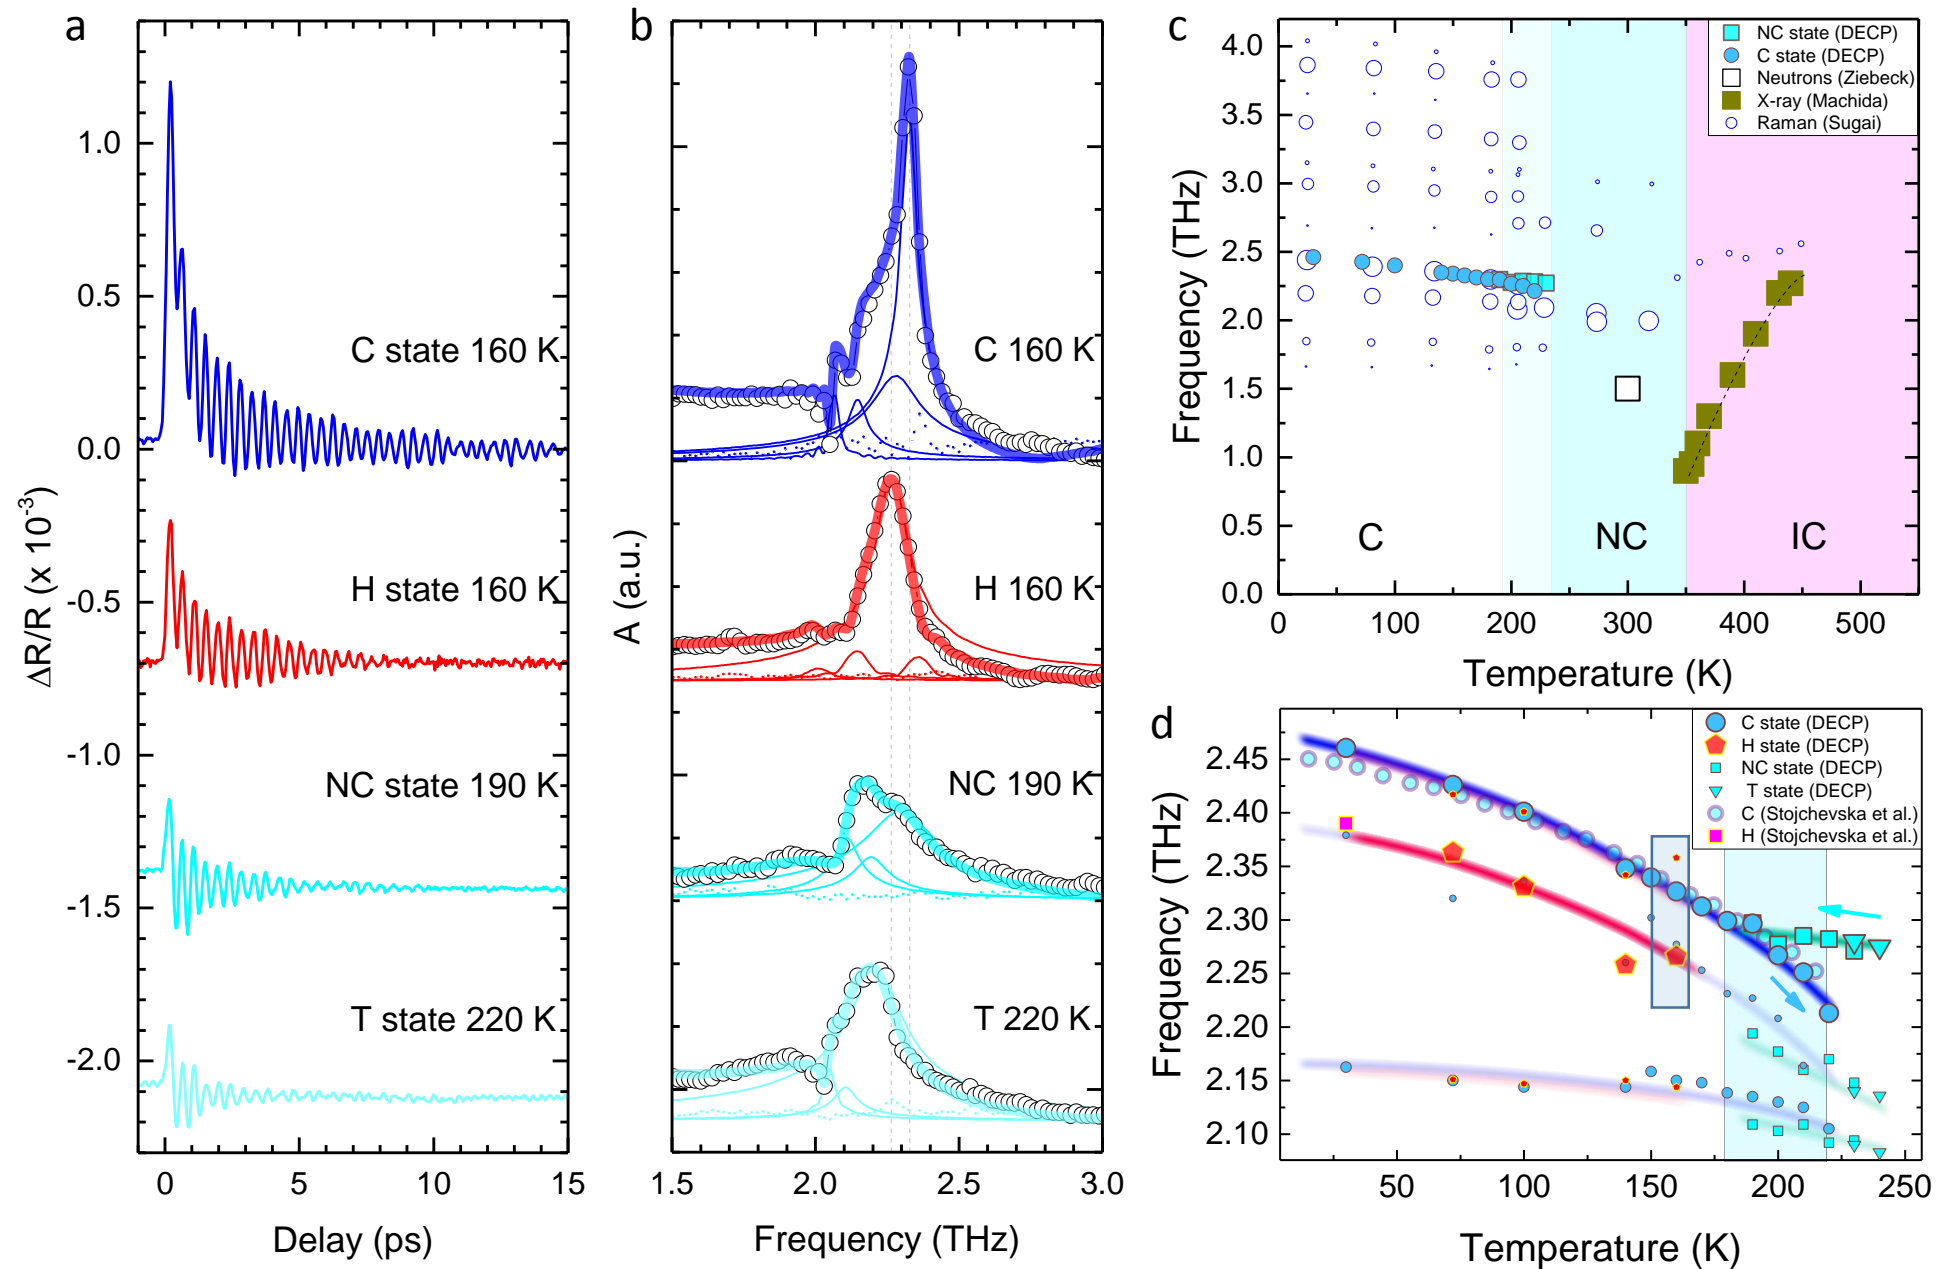 a
1.0
0.5
0.0
-0.5
-1.0
-1.5
-2.0
ΔR/R (x 10-3)
C state 160 K
H state 160 K
NC state 190 K
T state 220 K
0
5
10
15
Delay (ps)
b
A (a.u.)
C 160 K
H 160 K
NC 190 K
T 220 K
1.5
2.0
2.5
3.0
Frequency (THz)
c
4.0
3.5
3.0
2.5
2.0
1.5
1.0
0.5
0.0
Frequency (THz)
NC state (DECP)
C state (DECP)
Neutrons (Ziebeck)
X-ray (Machida)
Raman (Sugai)
C
NC
IC
0
100
200
300
400
500
Temperature (K)
d
2.45
2.40
2.35
2.30
2.25
2.20
2.15
2.10
Frequency (THz)
C state (DECP)
H state (DECP)
NC state (DECP)
T state (DECP)
C (Stojchevska et al.)
H (Stojchevska et al.)
50
100
150
200
250
Temperature (K)